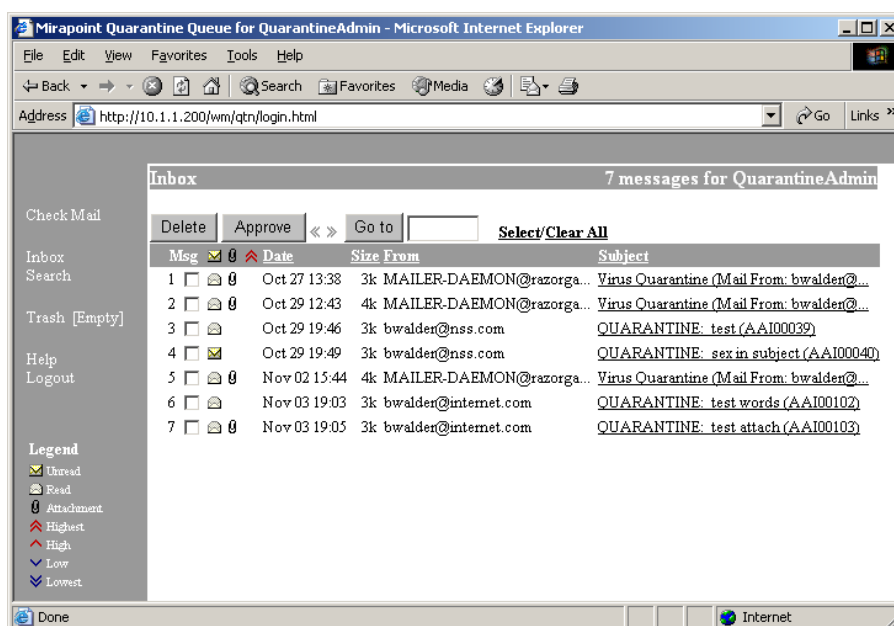 Mirapoint Quarantine Queue for QuarantineAdmin - Microsoft Internet Explorer
File Edit View Favorites Tools Help
Back Search Favorites Media
Address http://10.1.1.200/wm/qtn/login.html Go Links
Inbox 7 messages for QuarantineAdmin
Check Mail
Inbox
Search
Trash [Empty]
Help
Logout
Legend
Unread
Read
Attachment
Highest
High
Low
Lowest
Delete Approve Go to Select/Clear All
Msg Date Size From Subject
1 Oct 27 13:38 3k MAILER-DAEMON@razorga... Virus Quarantine (Mail From: bwalder@...
2 Oct 29 12:43 4k MAILER-DAEMON@razorga... Virus Quarantine (Mail From: bwalder@...
3 Oct 29 19:46 3k bwalder@nss.com QUARANTINE: test (AAI00039)
4 Oct 29 19:49 3k bwalder@nss.com QUARANTINE: sex in subject (AAI00040)
5 Nov 02 15:44 4k MAILER-DAEMON@razorga... Virus Quarantine (Mail From: bwalder@...
6 Nov 03 19:03 3k bwalder@internet.com QUARANTINE: test words (AAI00102)
7 Nov 03 19:05 3k bwalder@internet.com QUARANTINE: test attach (AAI00103)
Done Internet